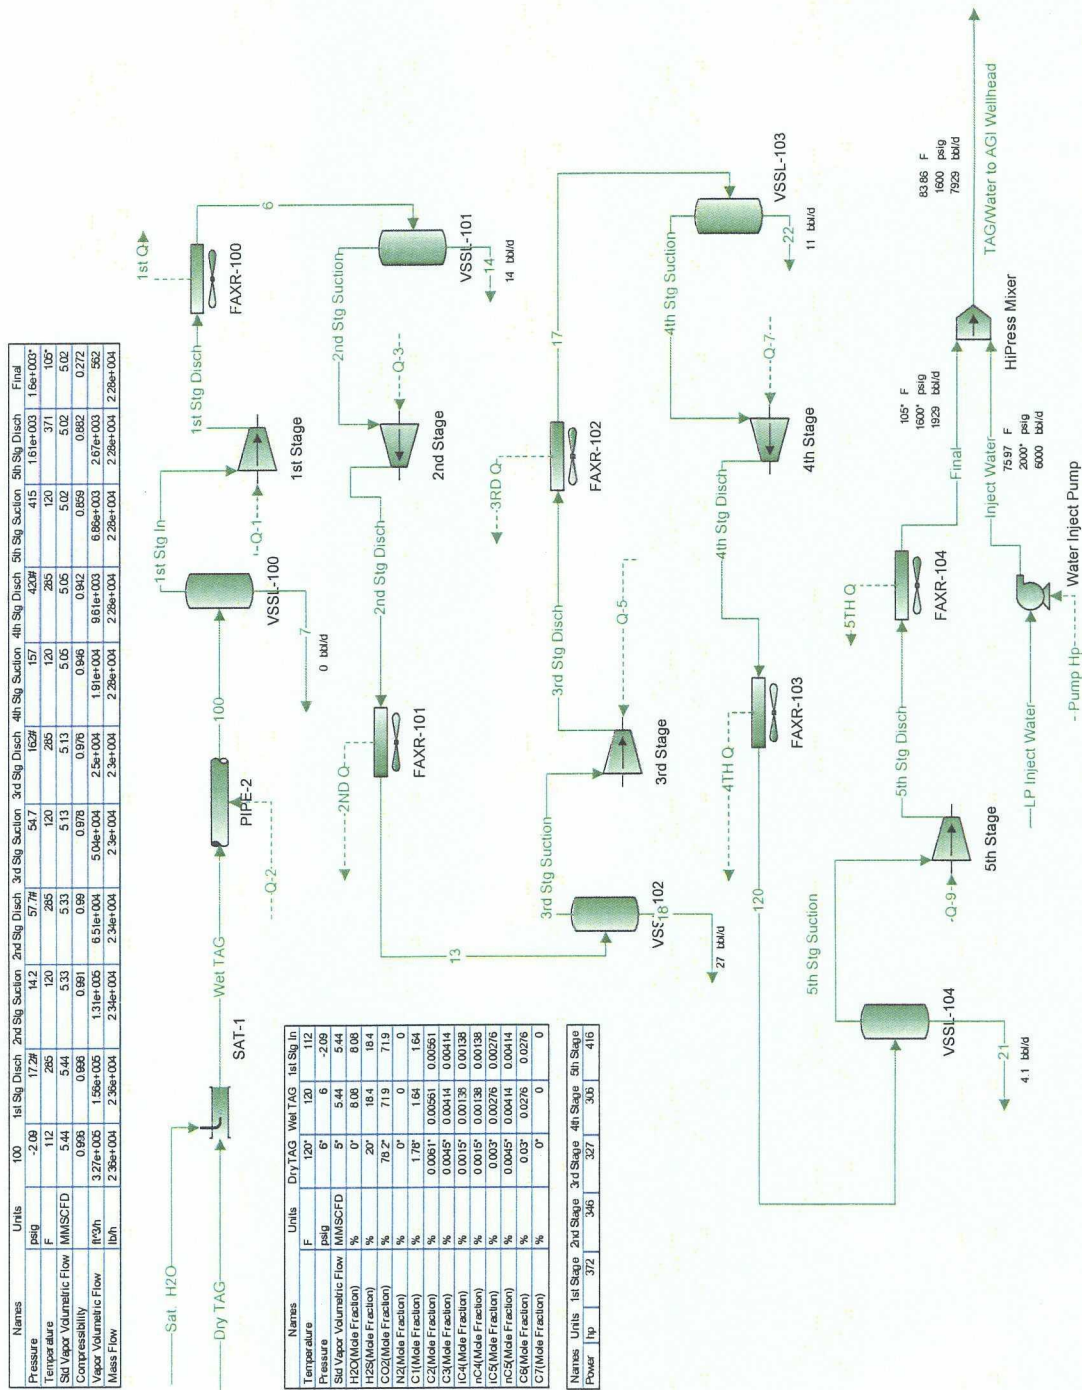 Names Units 100 1st Stg Disch 2nd Stg Suction 2nd Stg Disch 3rd Stg Suction 3rd Stg Disch 4th Stg Suction 4th Stg Disch 5th Stg Suction 5th Stg Disch Final
Pressure psig -2.09 17.2# 14.2 57.7# 54.7 162# 157 420# 415 1.61e+003 1.6e+003*
Temperature F 112 285 120 285 120 285 120 285 120 371 105*
Std Vapor Volumetric Flow MMSCFD 5.44 5.44 5.33 5.33 5.13 5.13 5.05 5.05 5.02 5.02 5.02
Compressibility 0.996 0.996 0.991 0.99 0.978 0.976 0.946 0.942 0.859 0.882 0.272
Vapor Volumetric Flow ft^3/h 3.27e+005 1.56e+005 1.31e+005 6.51e+004 5.04e+004 2.5e+004 1.91e+004 9.61e+003 6.86e+003 2.67e+003 562
Mass Flow lb/h 2.36e+004 2.36e+004 2.34e+004 2.34e+004 2.3e+004 2.3e+004 2.28e+004 2.28e+004 2.28e+004 2.28e+004 2.28e+004
Sat. H2O
Dry TAG
SAT-1
Wet TAG
PIPE-2
Q-2
100
VSSL-100
7
0 bbl/d
1st Stg In
Q-1
1st Stage
1st Stg Disch
1st Q
FAXR-100
6
VSSL-101
14
14 bbl/d
2nd Stg Suction
Q-3
2nd Stage
2nd Stg Disch
2ND Q
FAXR-101
13
VSSL-102
18
27 bbl/d
3rd Stg Suction
3rd Stage
Q-5
3rd Stg Disch
3RD Q
FAXR-102
17
VSSL-103
22
11 bbl/d
4th Stg Suction
Q-7
4th Stage
4th Stg Disch
4TH Q
FAXR-103
120
VSSL-104
21
4.1 bbl/d
5th Stg Suction
Q-9
5th Stage
5th Stg Disch
5TH Q
FAXR-104
Final
105* F
1600* psig
1929 bbl/d
Inject Water
75.97 F
2000* psig
6000 bbl/d
LP Inject Water
Pump Hp
Water Inject Pump
HiPress Mixer
83.86 F
1600 psig
7929 bbl/d
TAG/Water to AGI Wellhead
Names Units Dry TAG Wet TAG 1st Stg In
Temperature F 120* 120 112
Pressure psig 6* 6 -2.09
Std Vapor Volumetric Flow MMSCFD 5* 5.44 5.44
H2O(Mole Fraction) % 0* 8.08 8.08
H2S(Mole Fraction) % 20* 18.4 18.4
CO2(Mole Fraction) % 78.2* 71.9 71.9
N2(Mole Fraction) % 0* 0 0
C1(Mole Fraction) % 1.78* 1.64 1.64
C2(Mole Fraction) % 0.0061* 0.00561 0.00561
C3(Mole Fraction) % 0.0045* 0.00414 0.00414
iC4(Mole Fraction) % 0.0015* 0.00138 0.00138
nC4(Mole Fraction) % 0.0015* 0.00138 0.00138
iC5(Mole Fraction) % 0.003* 0.00276 0.00276
nC5(Mole Fraction) % 0.0045* 0.00414 0.00414
C6(Mole Fraction) % 0.03* 0.0276 0.0276
C7(Mole Fraction) % 0* 0 0
Names Units 1st Stage 2nd Stage 3rd Stage 4th Stage 5th Stage
Power hp 372 346 327 306 416